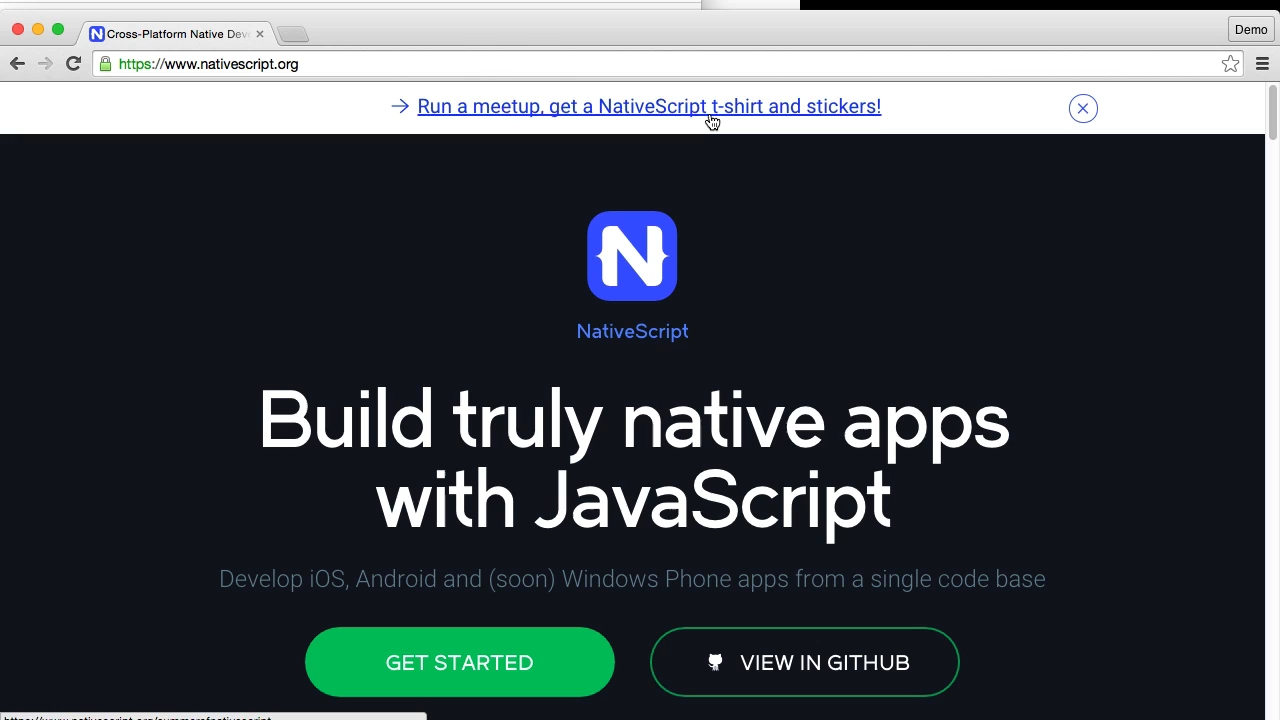 Cross-Platform Native Dev
Demo
https://www.nativescript.org
→ Run a meetup, get a NativeScript t-shirt and stickers!
N
NativeScript
Build truly native apps
with JavaScript
Develop iOS, Android and (soon) Windows Phone apps from a single code base
GET STARTED
VIEW IN GITHUB